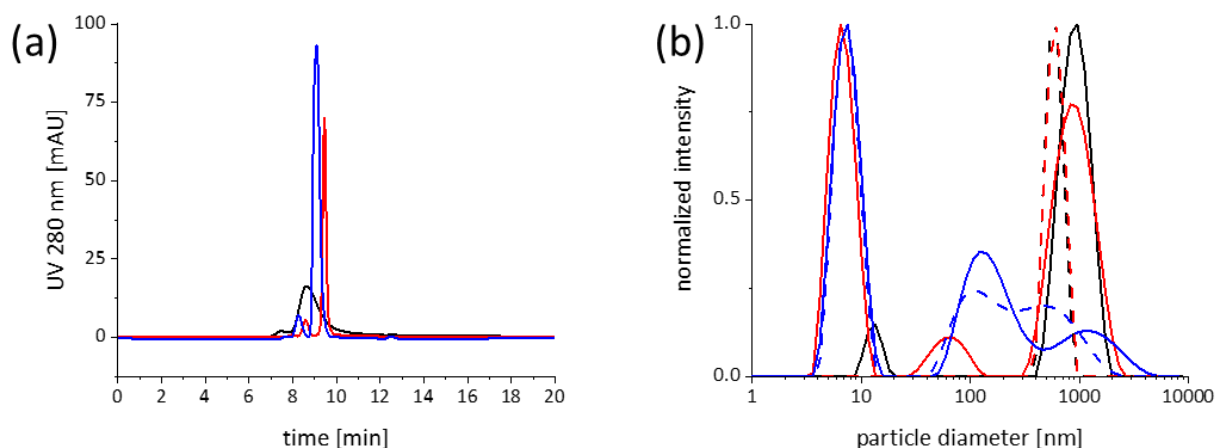 (a)
UV 280 nm [mAU]
100
75
50
25
0
0 2 4 6 8 10 12 14 16 18 20
time [min]
(b)
normalized intensity
1.0
0.5
0.0
1 10 100 1000 10000
particle diameter [nm]